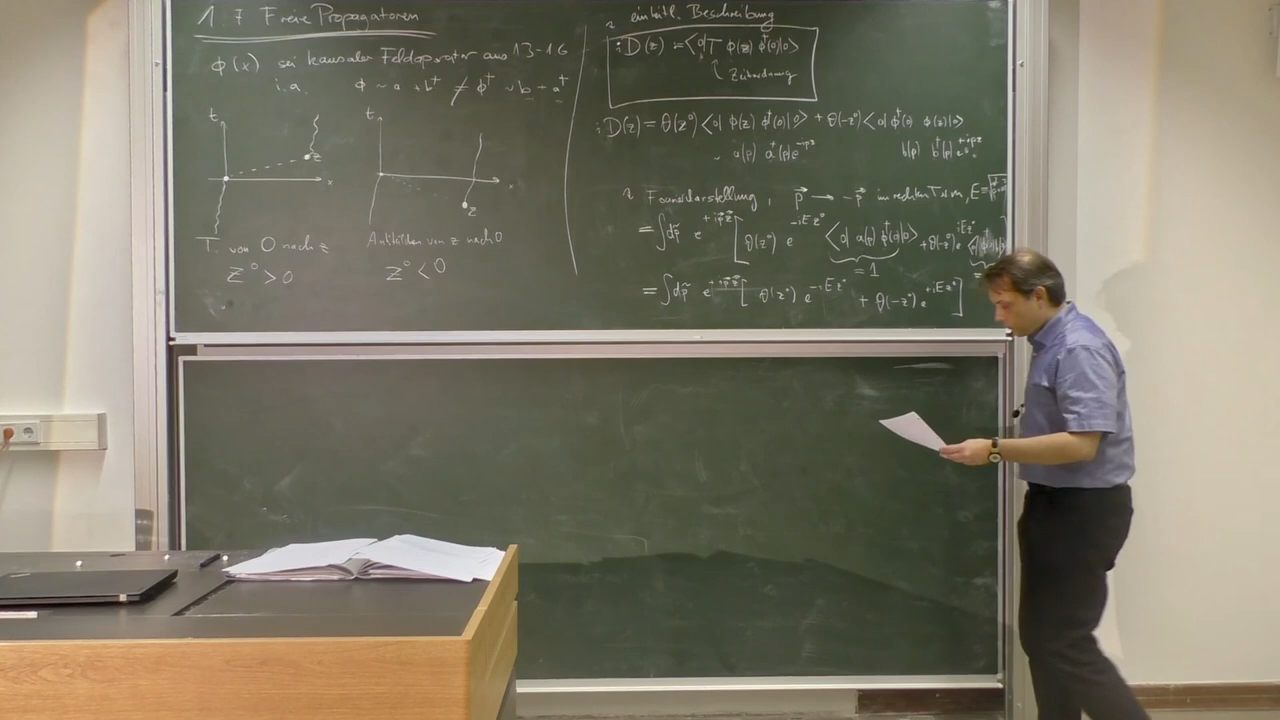 1.7 Freie Propagatoren
ϕ(x) sei kausaler Feldoperator aus 1.3-1.6
i.a. ϕ ~ a + b† ≠ ϕ† ~ b + a†
t
x
z
T. von 0 nach z
z⁰ > 0
t
x
z
Antiteilchen von z nach 0
z⁰ < 0
einheitl. Beschreibung
iD(z) := <0|T ϕ(z) ϕ†(0)|0>
Zeitordnung
iD(z) = θ(z⁰) <0| ϕ(z) ϕ†(0)|0> + θ(-z⁰) <0| ϕ†(0) ϕ(z)|0>
~ a(p) a†(p) e^{-ipz} b(p) b†(p) e^{+ipz}
Fourierdarstellung, p⃗ → -p⃗ im rechten Term, E =
= ∫dp̃ e^{+ip⃗z⃗} [ θ(z⁰) e^{-iEz⁰} <0| a(p) ϕ†(0)|0> + θ(-z⁰) e^{iEz⁰}
= 1
= ∫dp̃ e^{+ip⃗z⃗} [ θ(z⁰) e^{-iEz⁰} + θ(-z⁰) e^{+iEz⁰} ]